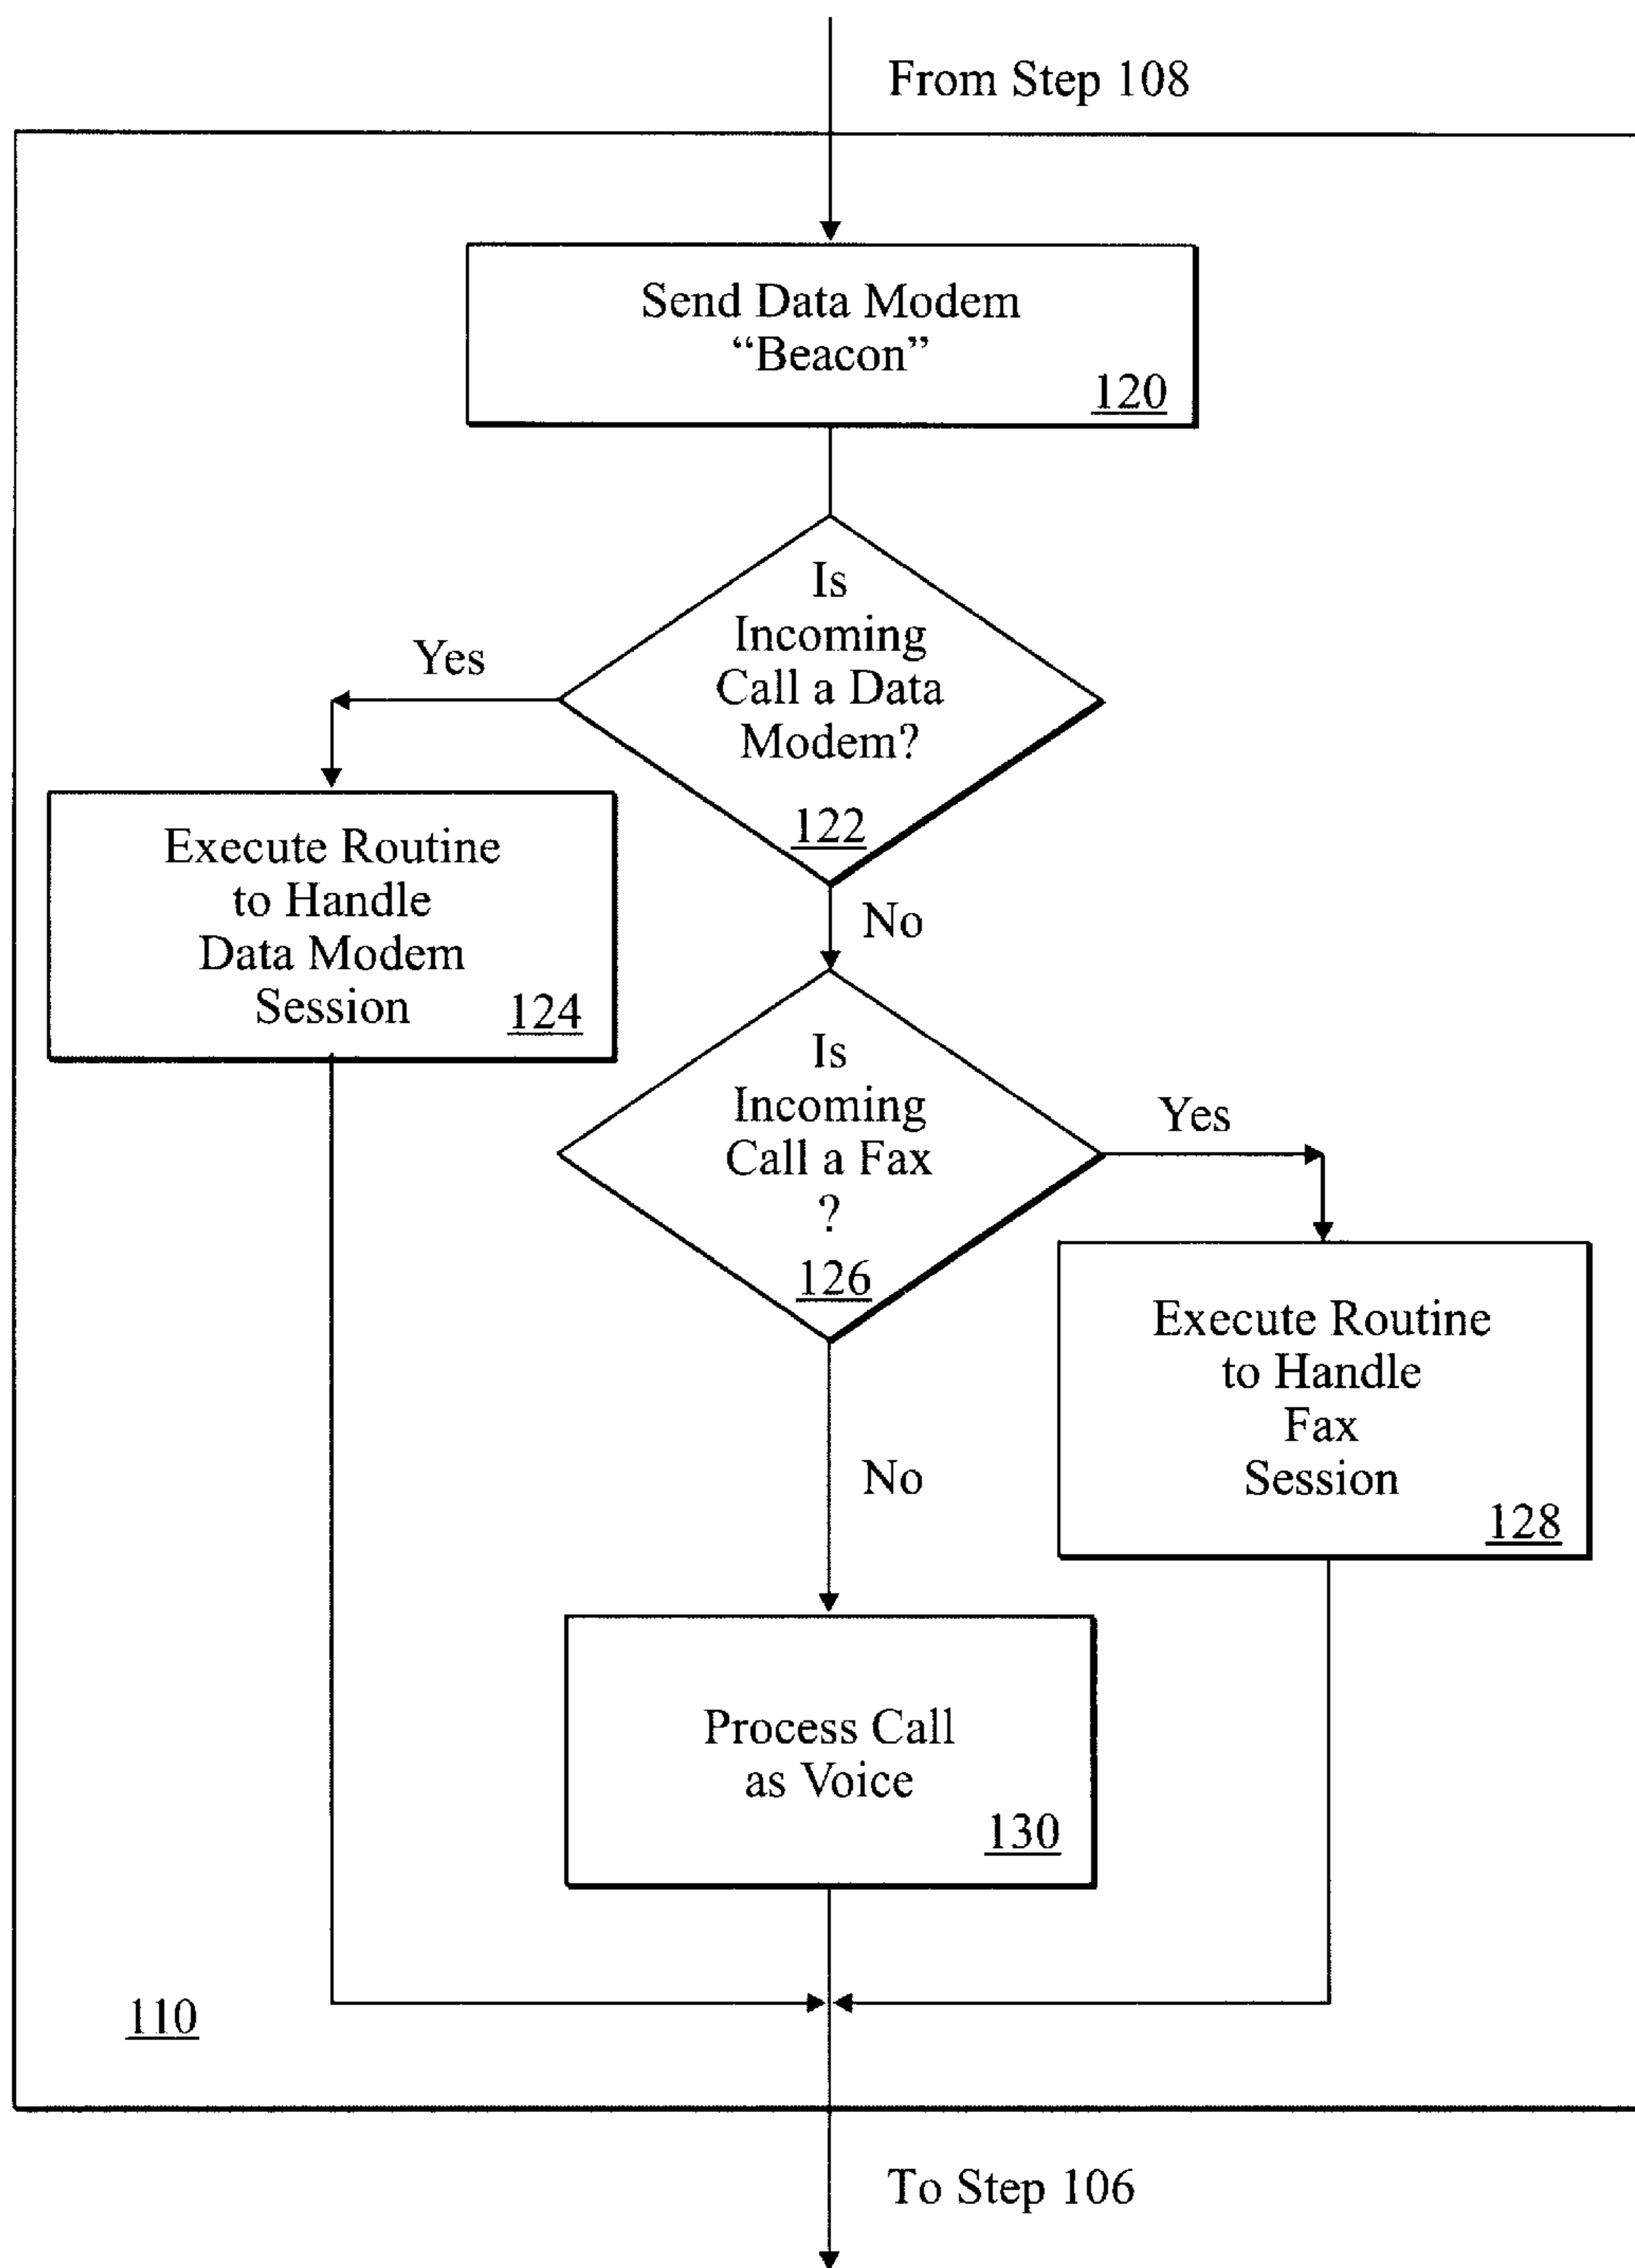 From Step 108
Send Data Modem
“Beacon”
120
Is
Incoming
Call a Data
Modem?
122
Yes
No
Execute Routine
to Handle
Data Modem
Session
124
Is
Incoming
Call a Fax
?
126
Yes
No
Execute Routine
to Handle
Fax
Session
128
Process Call
as Voice
130
110
To Step 106